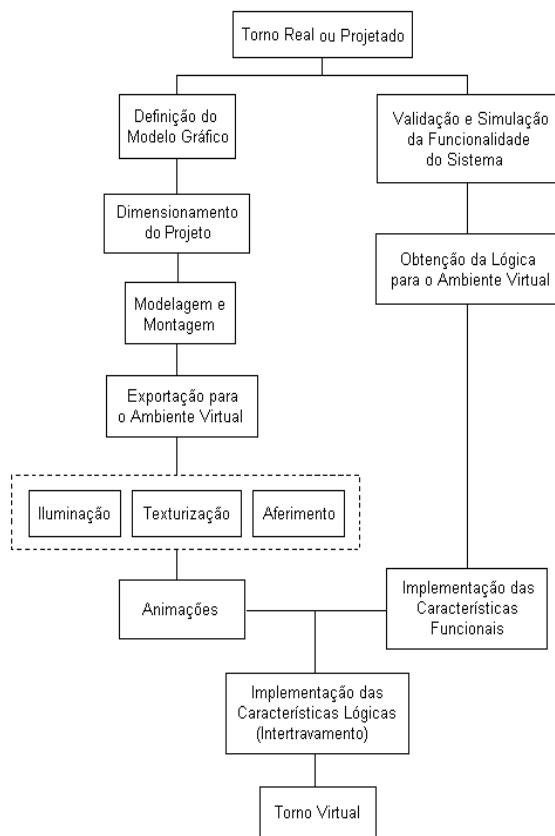 Torno Real ou Projetado
Definição do
Modelo Gráfico
Validação e Simulação
da Funcionalidade
do Sistema
Dimensionamento
do Projeto
Obtenção da Lógica
para o Ambiente Virtual
Modelagem e
Montagem
Exportação para
o Ambiente Virtual
Iluminação
Texturização
Aferimento
Animações
Implementação das
Características
Funcionais
Implementação das
Características Lógicas
(Intertravamento)
Torno Virtual